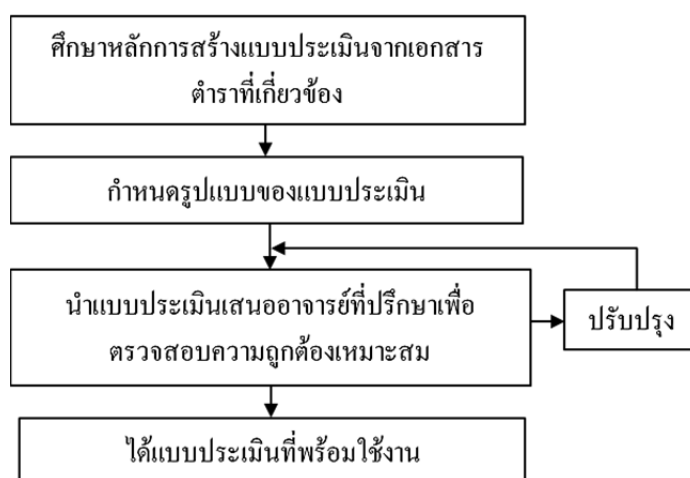 ศึกษาหลักการสร้างแบบประเมินจากเอกสาร
ตำราที่เกี่ยวข้อง
กำหนดรูปแบบของแบบประเมิน
นำแบบประเมินเสนออาจารย์ที่ปรึกษาเพื่อ
ตรวจสอบความถูกต้องเหมาะสม
ปรับปรุง
ได้แบบประเมินที่พร้อมใช้งาน